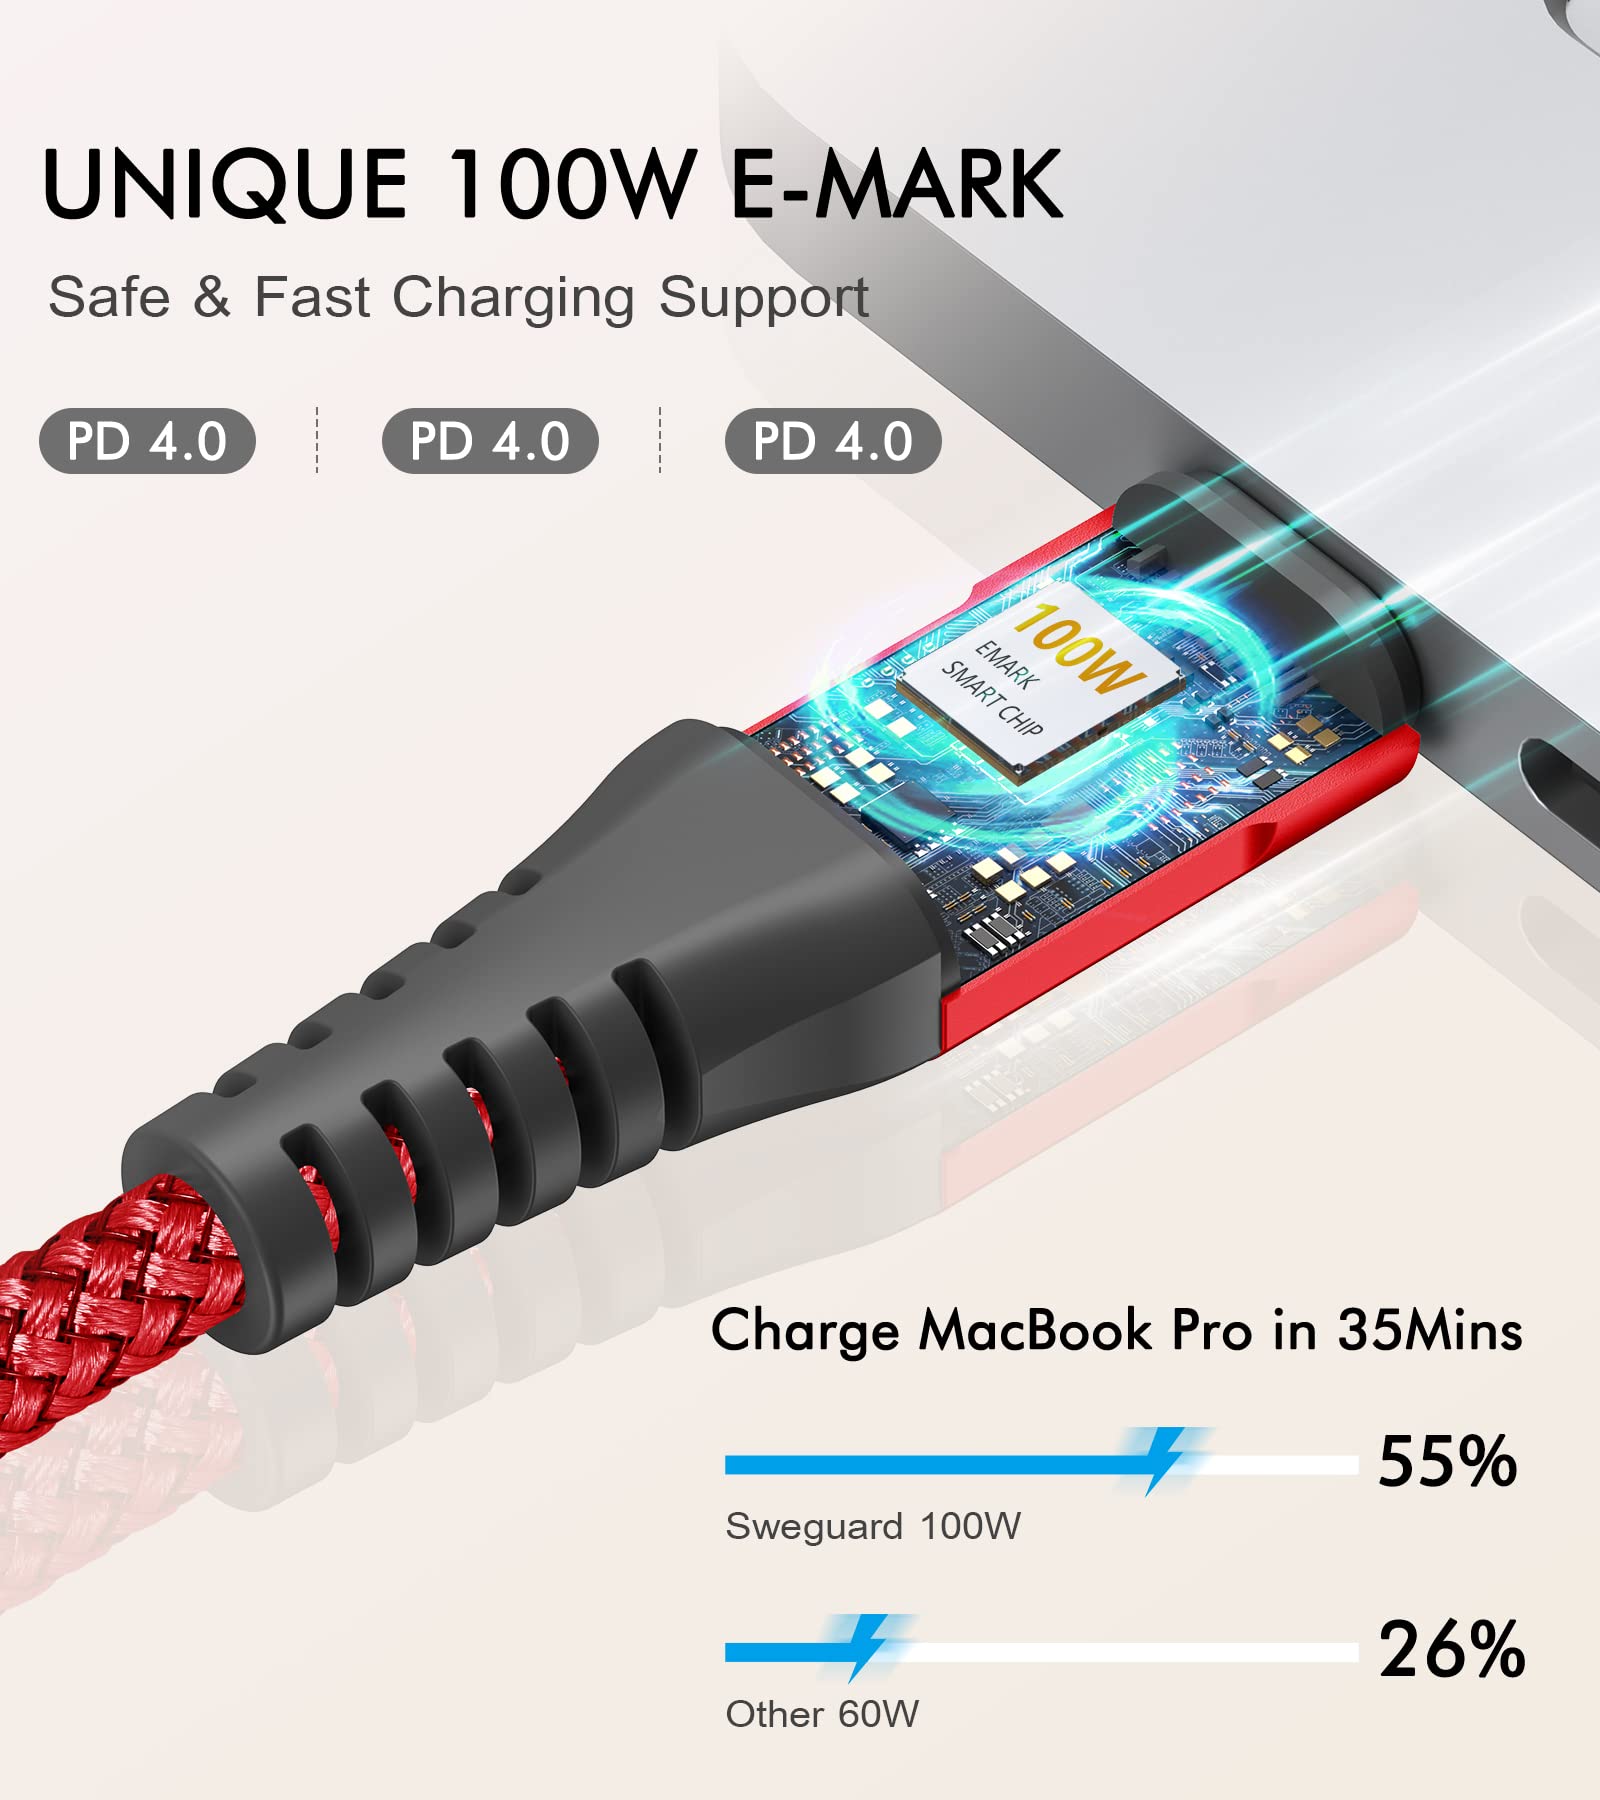 UNIQUE 100W E-MARK
Safe & Fast Charging Support
PD 4.0 PD 4.0 PD 4.0
100W
EMARK
SMART CHIP
Charge MacBook Pro in 35Mins
55%
Sweguard 100W
26%
Other 60W